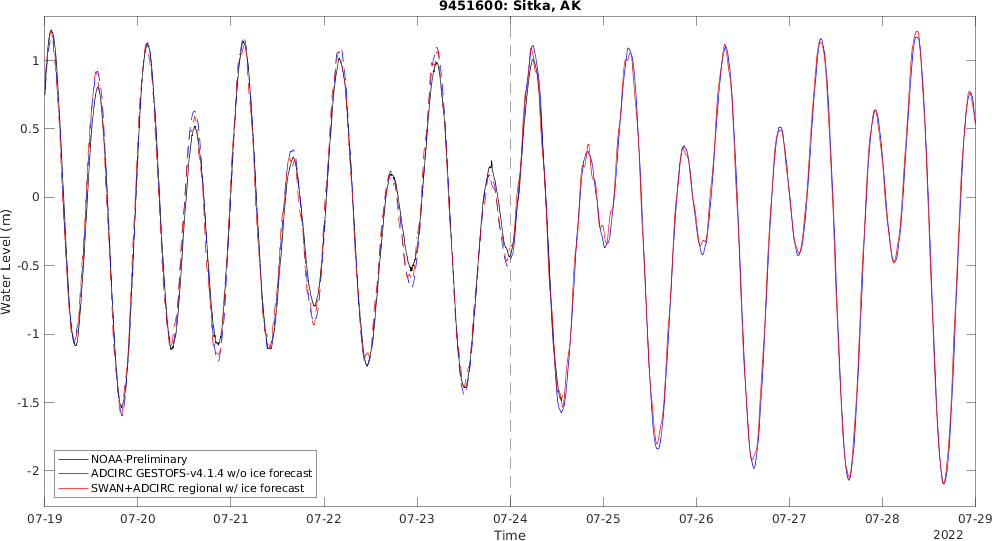 9451600: Sitka, AK
Water Level (m)
1
0.5
0
-0.5
-1
-1.5
-2
NOAA-Preliminary
ADCIRC GESTOFS-v4.1.4 w/o ice forecast
SWAN+ADCIRC regional w/ ice forecast
07-19 07-20 07-21 07-22 07-23 07-24 07-25 07-26 07-27 07-28 07-29
Time
2022